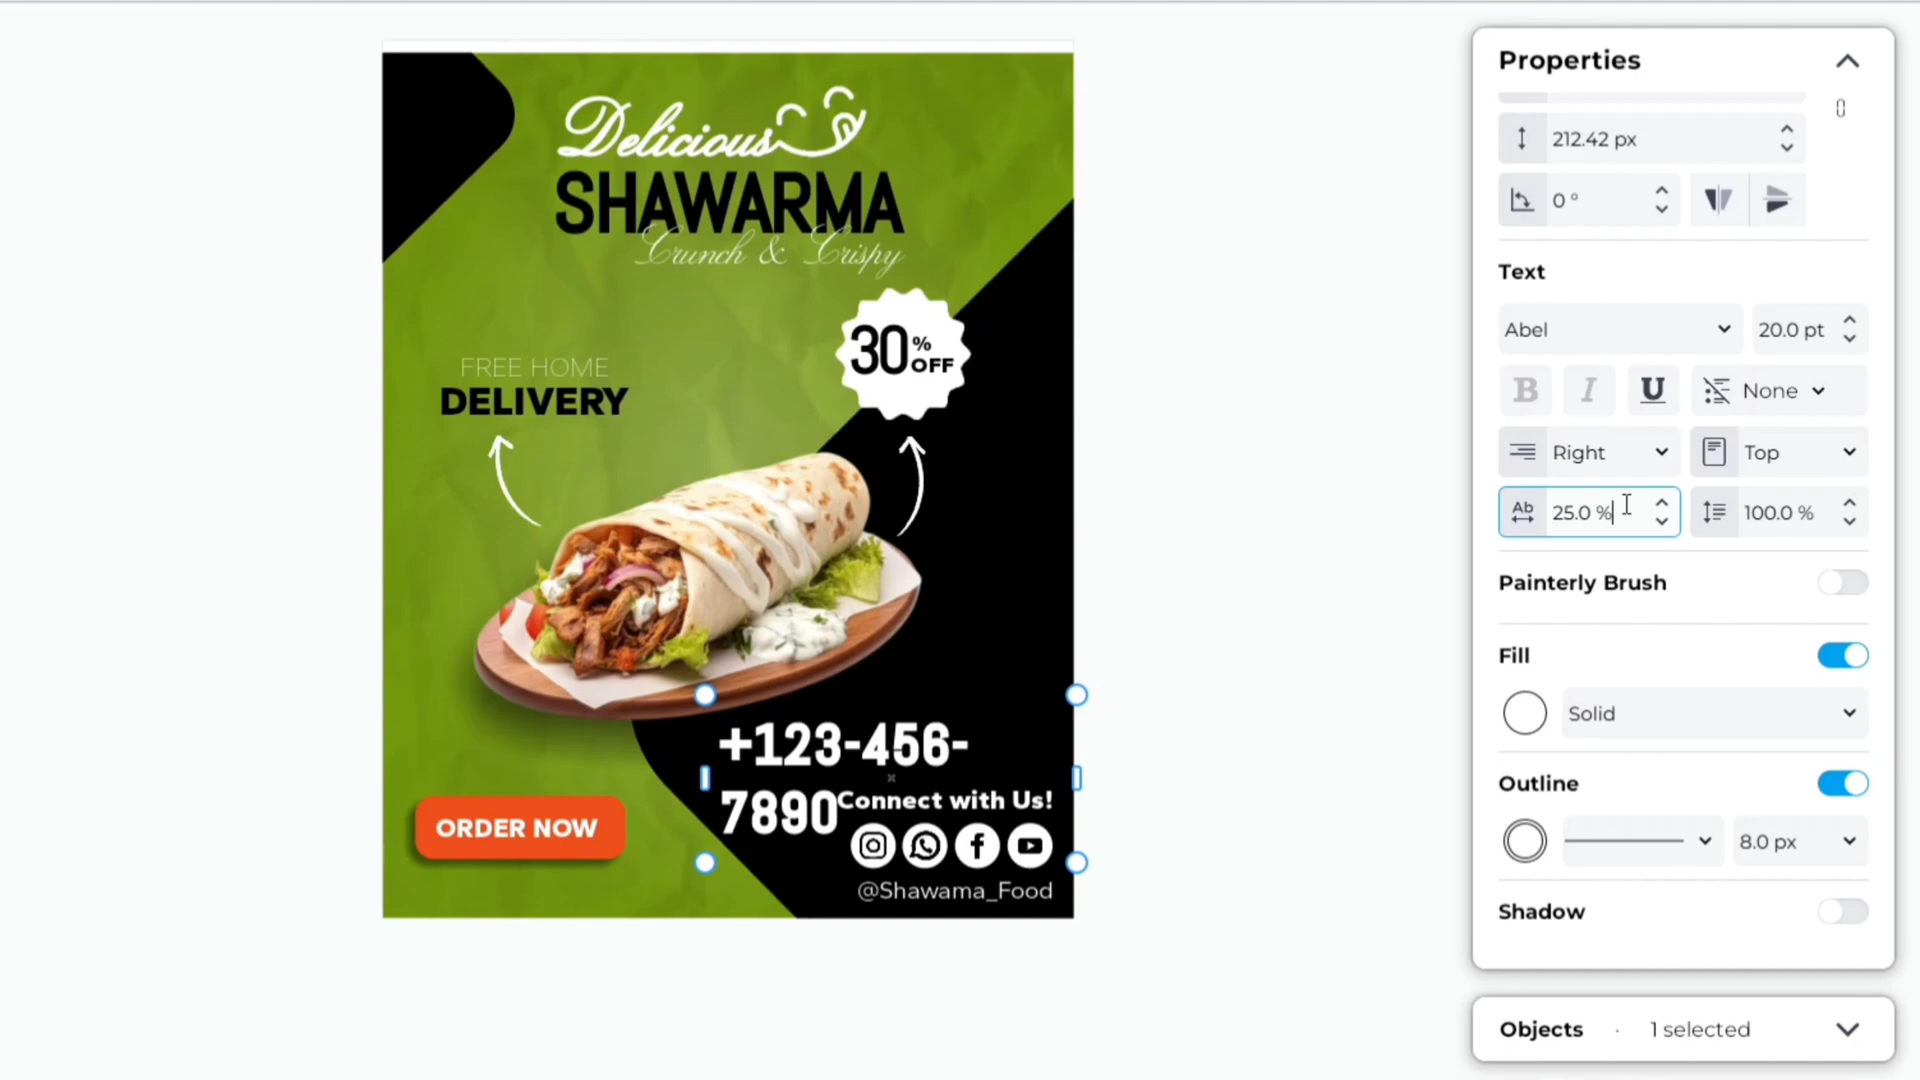 Delicious
SHAWARMA
Crunch & Crispy
30% OFF
FREE HOME
DELIVERY
+123-456-
7890
Connect with Us!
@Shawama_Food
ORDER NOW
Properties
212.42 px
0 °
Text
Abel
20.0 pt
B I U
None
Right
Top
Ab 25.0 %
100.0 %
Painterly Brush
Fill
Solid
Outline
8.0 px
Shadow
Objects · 1 selected